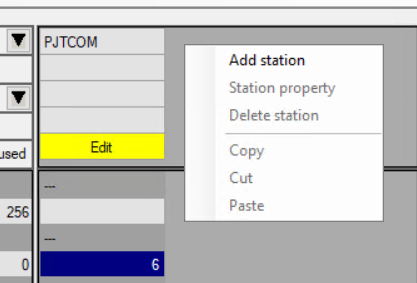 ▼ PJTCOM
▼
used
Edit
---
256
---
0 6
Add station
Station property
Delete station
Copy
Cut
Paste